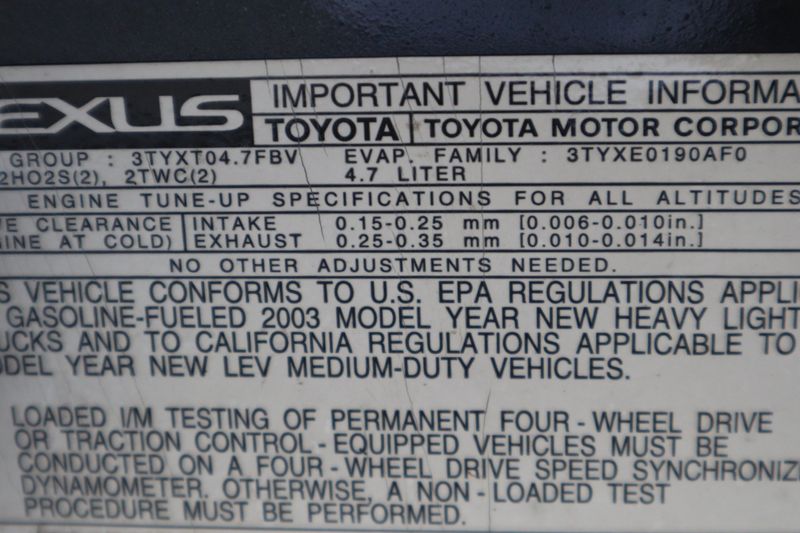 EXUS
IMPORTANT VEHICLE INFORMA
TOYOTA TOYOTA MOTOR CORPOR
GROUP : 3TYXT04.7FBV EVAP. FAMILY : 3TYXE0190AF0
2HO2S(2), 2TWC(2) 4.7 LITER
ENGINE TUNE-UP SPECIFICATIONS FOR ALL ALTITUDES
VE CLEARANCE INTAKE 0.15-0.25 mm [0.006-0.010in.]
INE AT COLD) EXHAUST 0.25-0.35 mm [0.010-0.014in.]
NO OTHER ADJUSTMENTS NEEDED.
S VEHICLE CONFORMS TO U.S. EPA REGULATIONS APPLI
GASOLINE-FUELED 2003 MODEL YEAR NEW HEAVY LIGHT
UCKS AND TO CALIFORNIA REGULATIONS APPLICABLE TO
ODEL YEAR NEW LEV MEDIUM-DUTY VEHICLES.
LOADED I/M TESTING OF PERMANENT FOUR-WHEEL DRIVE
OR TRACTION CONTROL-EQUIPPED VEHICLES MUST BE
CONDUCTED ON A FOUR-WHEEL DRIVE SPEED SYNCHRONIZ
DYNAMOMETER. OTHERWISE, A NON-LOADED TEST
PROCEDURE MUST BE PERFORMED.